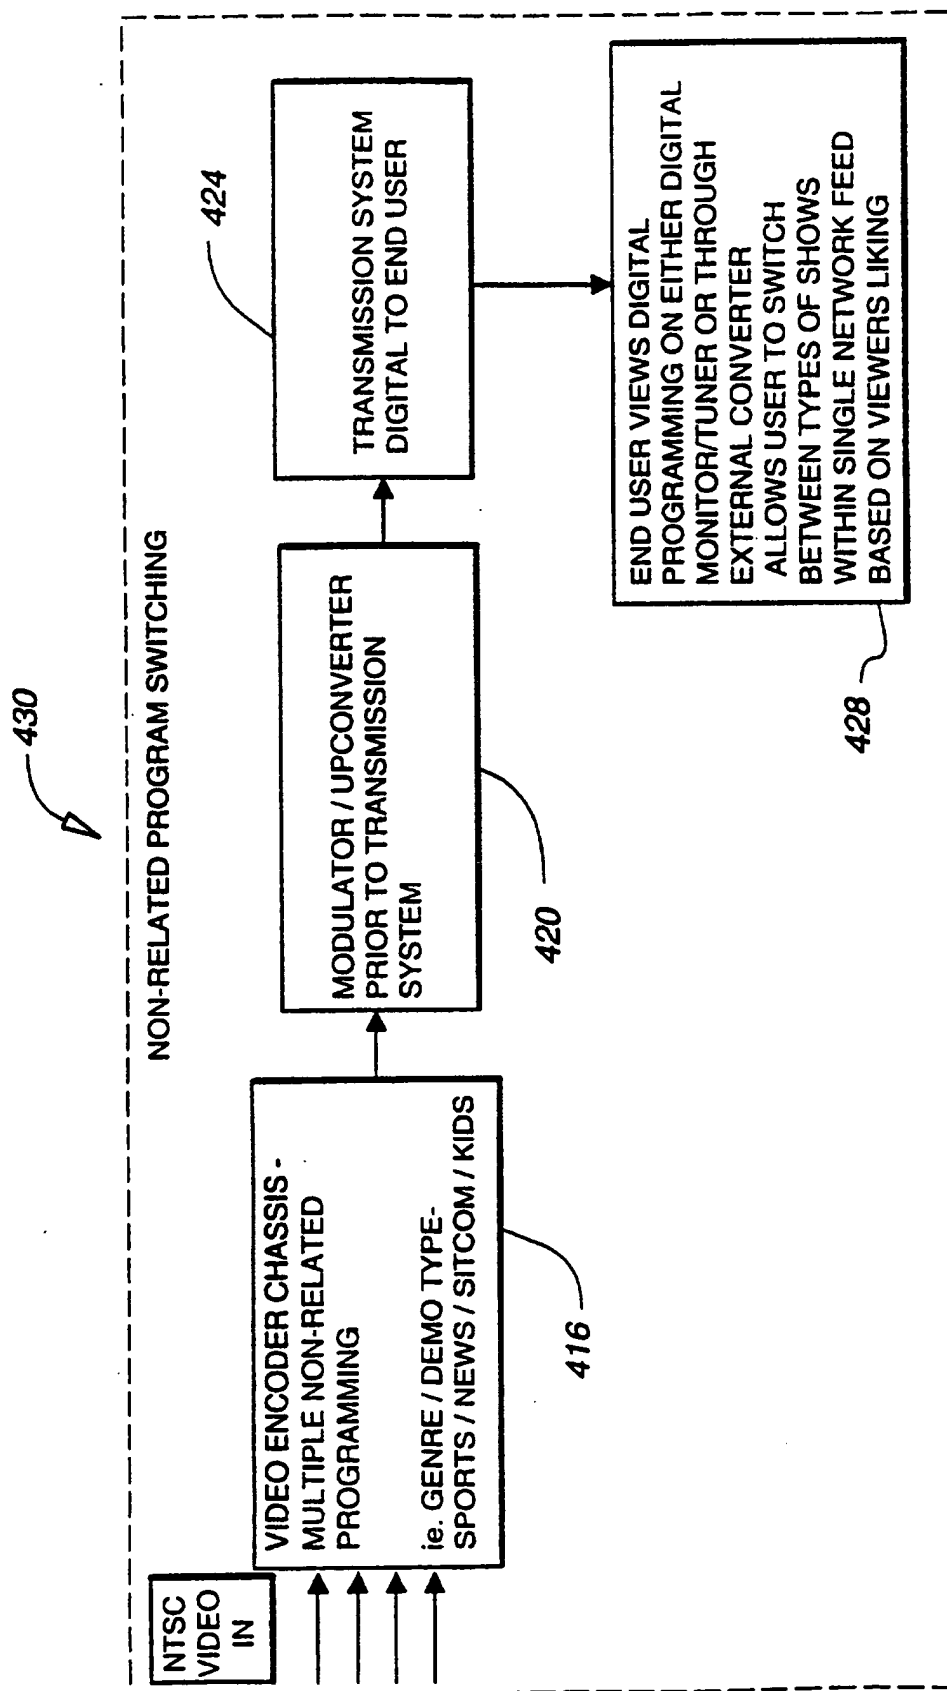 430
NON-RELATED PROGRAM SWITCHING
NTSC
VIDEO
IN
VIDEO ENCODER CHASSIS -
MULTIPLE NON-RELATED
PROGRAMMING
ie. GENRE / DEMO TYPE-
SPORTS / NEWS / SITCOM / KIDS
416
MODULATOR / UPCONVERTER
PRIOR TO TRANSMISSION
SYSTEM
420
TRANSMISSION SYSTEM
DIGITAL TO END USER
424
END USER VIEWS DIGITAL
PROGRAMMING ON EITHER DIGITAL
MONITOR/TUNER OR THROUGH
EXTERNAL CONVERTER
ALLOWS USER TO SWITCH
BETWEEN TYPES OF SHOWS
WITHIN SINGLE NETWORK FEED
BASED ON VIEWERS LIKING
428